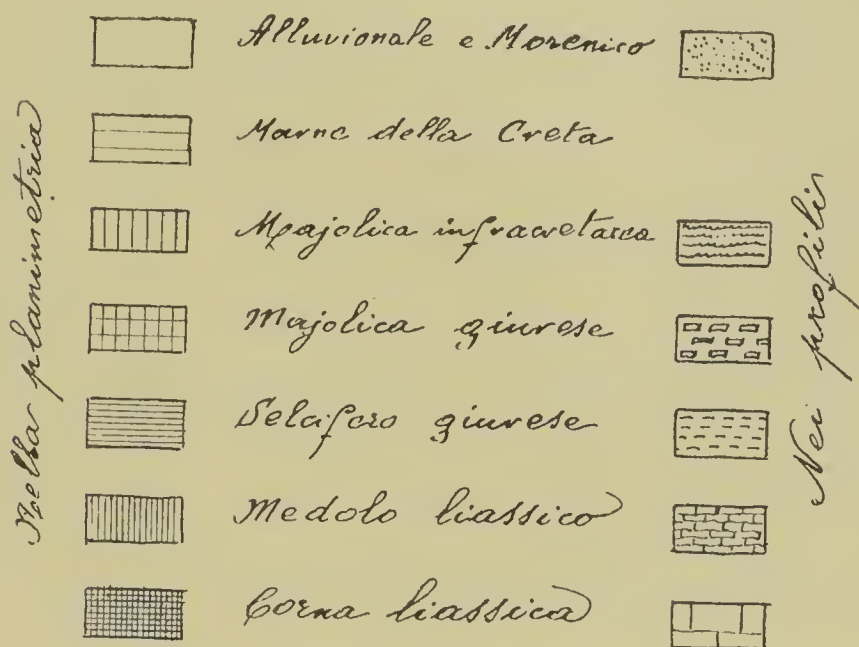 Nella planimetria
Alluvionale e Morenico
Marne della Creta
Majolica infracretacea
Majolica giurese
Selcifero giurese
Medolo liassico
Corna liassica
Nei profili